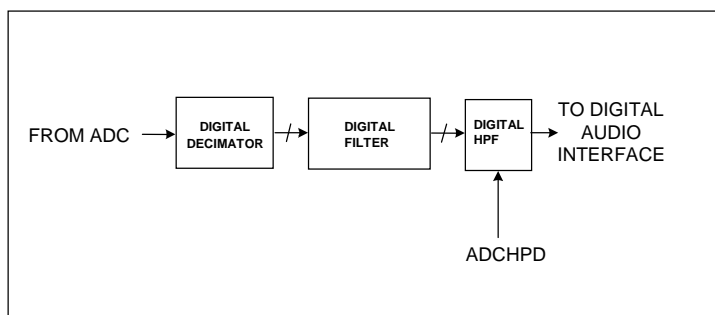 FROM ADC
DIGITAL
DECIMATOR
DIGITAL
FILTER
DIGITAL
HPF
TO DIGITAL
AUDIO
INTERFACE
ADCHPD